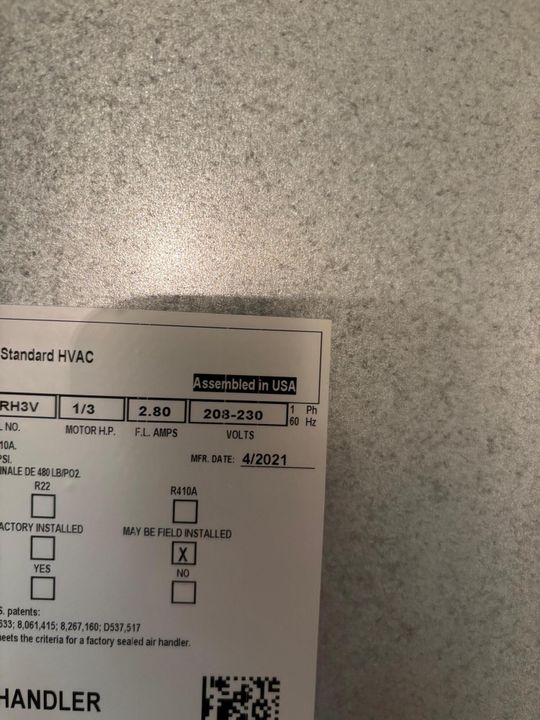 Standard HVAC
Assembled in USA
RH3V 1/3 2.80 208-230 1 Ph
60 Hz
L NO. MOTOR H.P. F.L. AMPS VOLTS
10A.
PSI. MFR. DATE: 4/2021
INALE DE 480 LB/PO2.
R22 R410A
ACTORY INSTALLED MAY BE FIELD INSTALLED
X
YES NO
S. patents:
633; 8,061,415; 8,267,160; D537,517
eets the criteria for a factory sealed air handler.
HANDLER